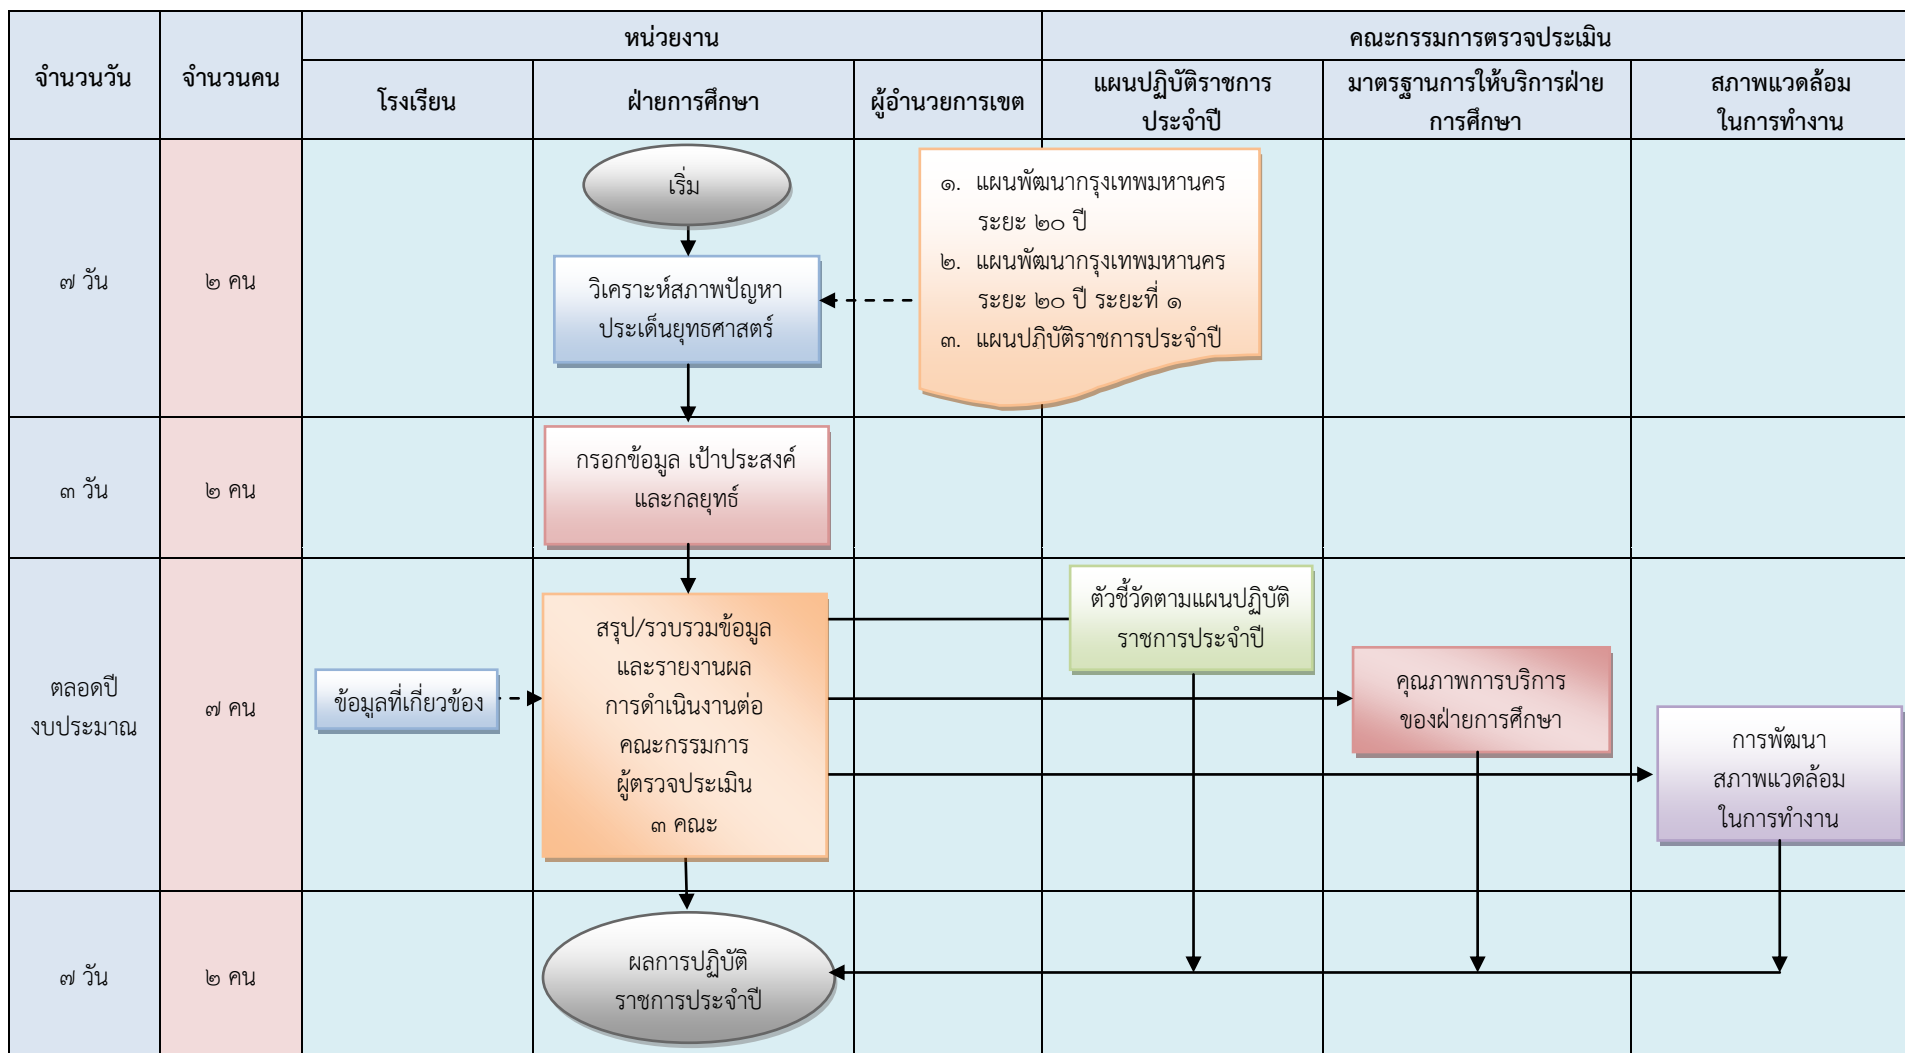 จำนวนวัน
จำนวนคน
หน่วยงาน
คณะกรรมการตรวจประเมิน
โรงเรียน
ฝ่ายการศึกษา
ผู้อำนวยการเขต
แผนปฏิบัติราชการ
ประจำปี
มาตรฐานการให้บริการฝ่าย
การศึกษา
สภาพแวดล้อม
ในการทำงาน
๗ วัน
๒ คน
เริ่ม
วิเคราะห์สภาพปัญหา
ประเด็นยุทธศาสตร์
๑. แผนพัฒนากรุงเทพมหานคร
ระยะ ๒๐ ปี
๒. แผนพัฒนากรุงเทพมหานคร
ระยะ ๒๐ ปี ระยะที่ ๑
๓. แผนปฏิบัติราชการประจำปี
๓ วัน
๒ คน
กรอกข้อมูล เป้าประสงค์
และกลยุทธ์
ตลอดปี
งบประมาณ
๗ คน
ข้อมูลที่เกี่ยวข้อง
สรุป/รวบรวมข้อมูล
และรายงานผล
การดำเนินงานต่อ
คณะกรรมการ
ผู้ตรวจประเมิน
๓ คณะ
ตัวชี้วัดตามแผนปฏิบัติ
ราชการประจำปี
คุณภาพการบริการ
ของฝ่ายการศึกษา
การพัฒนา
สภาพแวดล้อม
ในการทำงาน
๗ วัน
๒ คน
ผลการปฏิบัติ
ราชการประจำปี